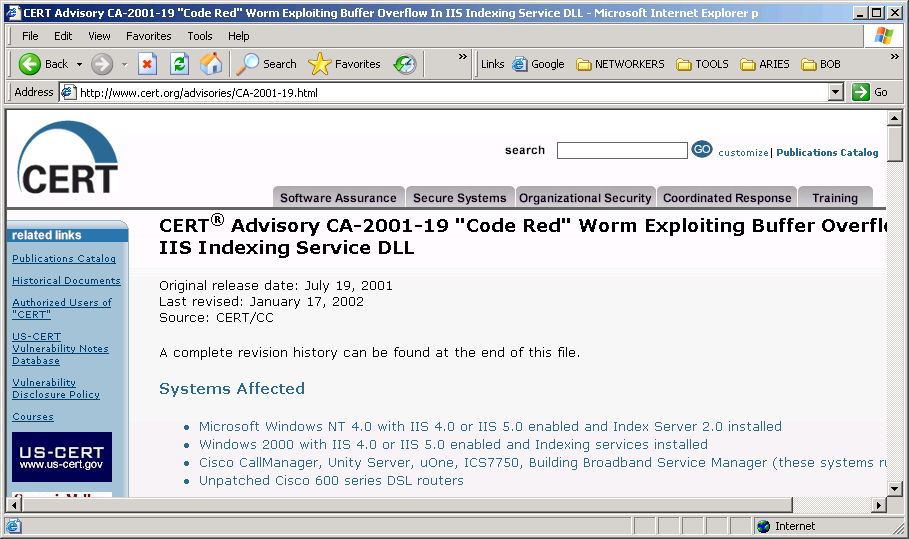 CERT Advisory CA-2001-19 "Code Red" Worm Exploiting Buffer Overflow In IIS Indexing Service DLL - Microsoft Internet Explorer p
File Edit View Favorites Tools Help
Back Search Favorites » Links Google NETWORKERS TOOLS ARIES BOB »
Address http://www.cert.org/advisories/CA-2001-19.html Go
CERT
search GO customize | Publications Catalog
Software Assurance Secure Systems Organizational Security Coordinated Response Training
related links
Publications Catalog
Historical Documents
Authorized Users of
"CERT"
US-CERT
Vulnerability Notes
Database
Vulnerability
Disclosure Policy
Courses
US-CERT
www.us-cert.gov
CERT® Advisory CA-2001-19 "Code Red" Worm Exploiting Buffer Overfl
IIS Indexing Service DLL
Original release date: July 19, 2001
Last revised: January 17, 2002
Source: CERT/CC
A complete revision history can be found at the end of this file.
Systems Affected
• Microsoft Windows NT 4.0 with IIS 4.0 or IIS 5.0 enabled and Index Server 2.0 installed
• Windows 2000 with IIS 4.0 or IIS 5.0 enabled and Indexing services installed
• Cisco CallManager, Unity Server, uOne, ICS7750, Building Broadband Service Manager (these systems ru
• Unpatched Cisco 600 series DSL routers
Internet